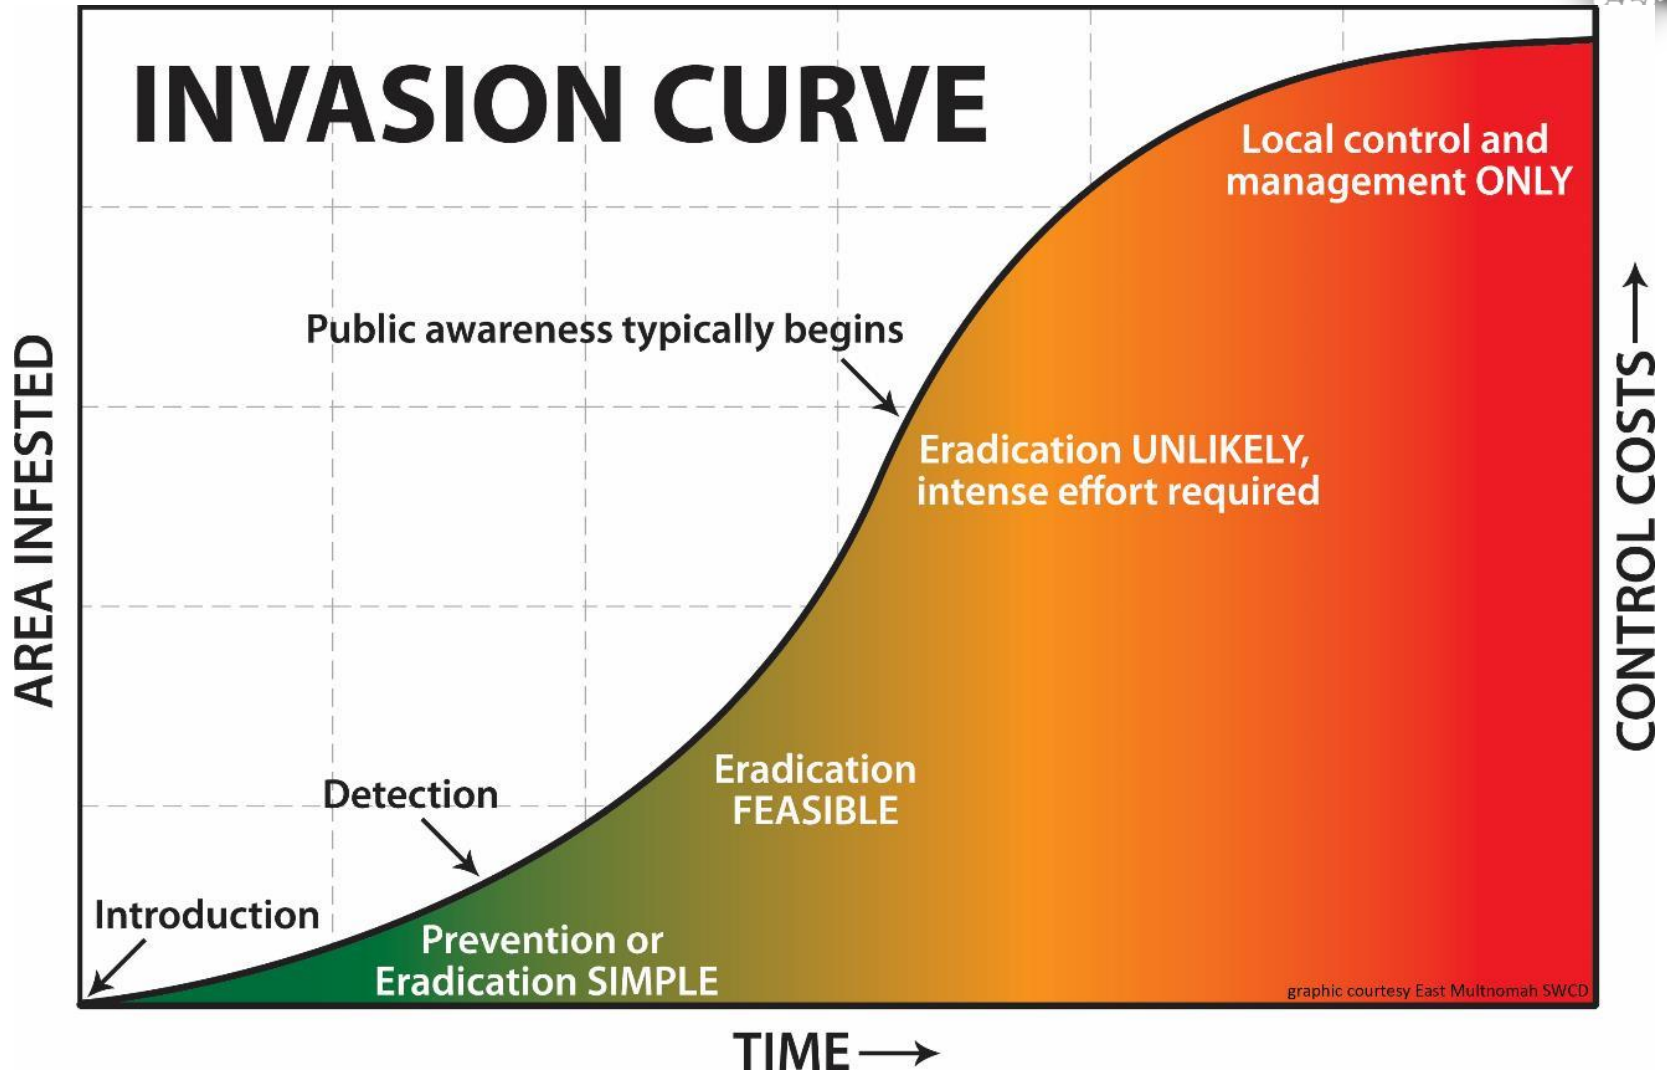 INVASION CURVE
Local control and
management ONLY
Public awareness typically begins
Eradication UNLIKELY,
intense effort required
Eradication
FEASIBLE
Detection
Introduction
Prevention or
Eradication SIMPLE
graphic courtesy East Multnomah SWCD
AREA INFESTED
CONTROL COSTS
TIME